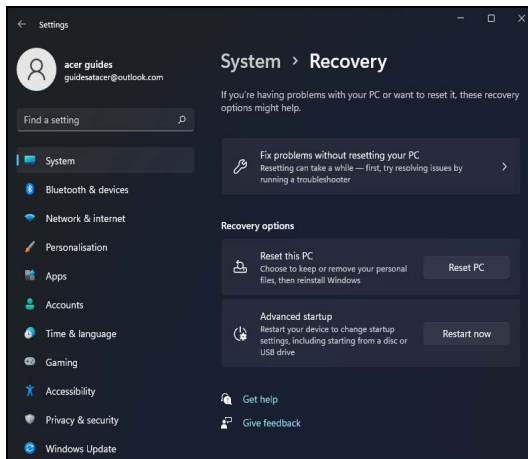 Settings
acer guides
guidesatacer@outlook.com
Find a setting
System
Bluetooth & devices
Network & internet
Personalisation
Apps
Accounts
Time & language
Gaming
Accessibility
Privacy & security
Windows Update
System > Recovery
If you're having problems with your PC or want to reset it, these recovery
options might help.
Fix problems without resetting your PC
Resetting can take a while — first, try resolving issues by
running a troubleshooter
Recovery options
Reset this PC
Choose to keep or remove your personal
files, then reinstall Windows
Reset PC
Advanced startup
Restart your device to change startup
settings, including starting from a disc or
USB drive
Restart now
Get help
Give feedback